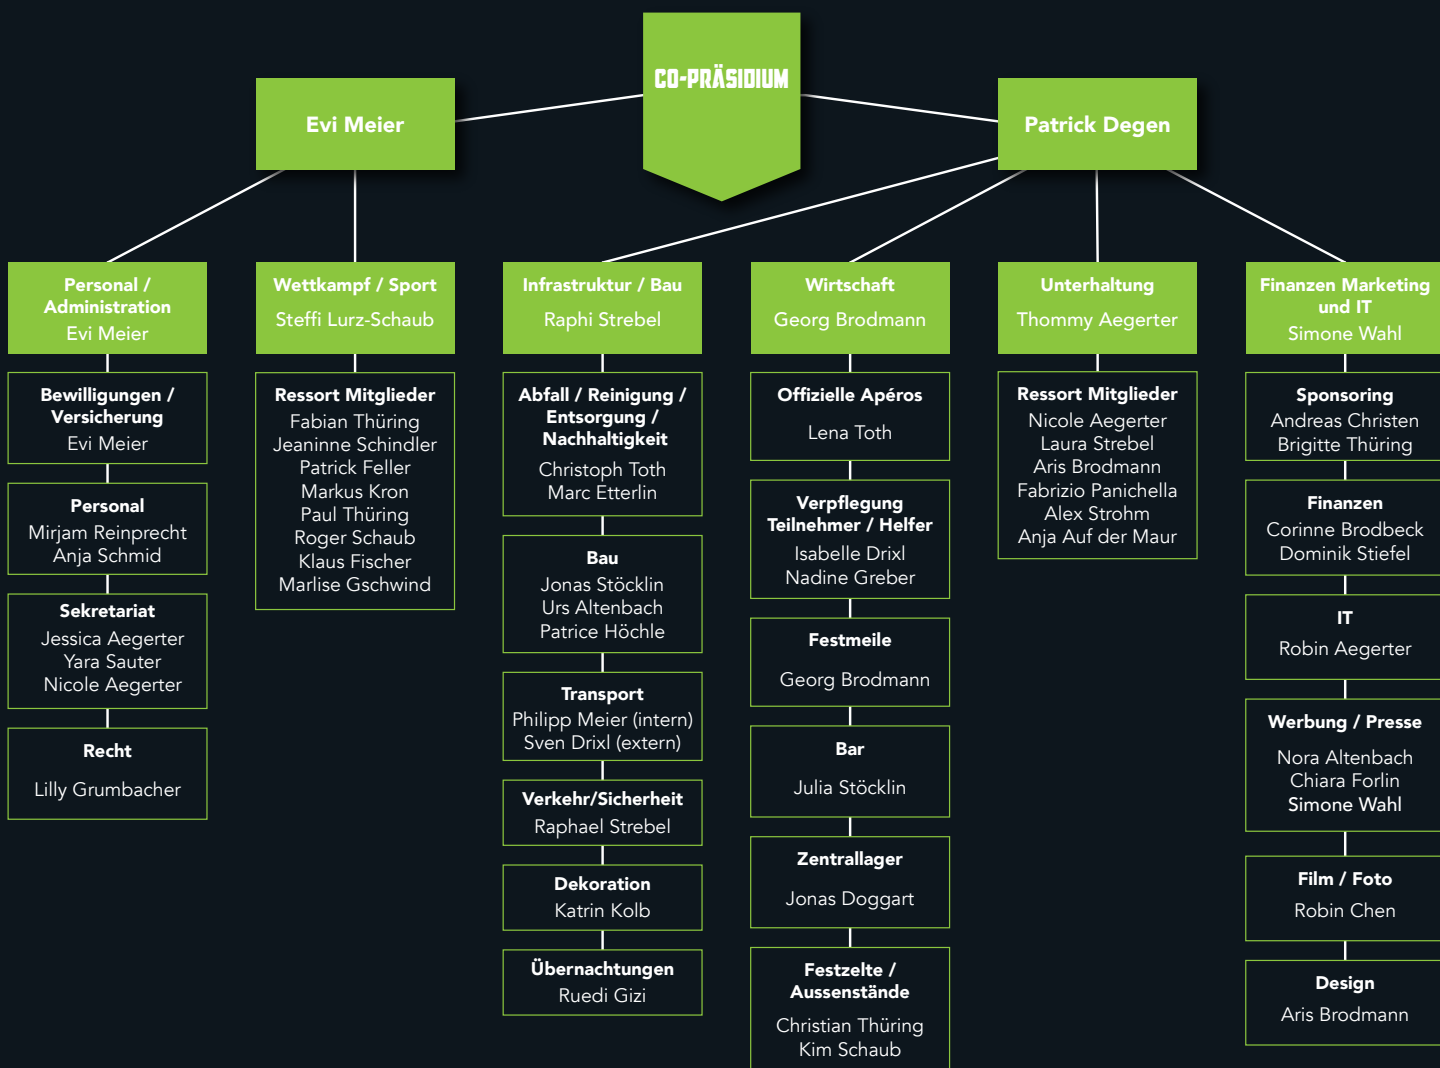 CO-PRÄSIDIUM
Evi Meier
Patrick Degen
Personal /
Administration
Evi Meier
Bewilligungen /
Versicherung
Evi Meier
Personal
Mirjam Reinprecht
Anja Schmid
Sekretariat
Jessica Aegerter
Yara Sauter
Nicole Aegerter
Recht
Lilly Grumbacher
Wettkampf / Sport
Steffi Lurz-Schaub
Ressort Mitglieder
Fabian Thüring
Jeaninne Schindler
Patrick Feller
Markus Kron
Paul Thüring
Roger Schaub
Klaus Fischer
Marlise Gschwind
Infrastruktur / Bau
Raphi Strebel
Abfall / Reinigung /
Entsorgung /
Nachhaltigkeit
Christoph Toth
Marc Etterlin
Bau
Jonas Stöcklin
Urs Altenbach
Patrice Höchle
Transport
Philipp Meier (intern)
Sven Drixl (extern)
Verkehr/Sicherheit
Raphael Strebel
Dekoration
Katrin Kolb
Übernachtungen
Ruedi Gizi
Wirtschaft
Georg Brodmann
Offizielle Apéros
Lena Toth
Verpflegung
Teilnehmer / Helfer
Isabelle Drixl
Nadine Greber
Festmeile
Georg Brodmann
Bar
Julia Stöcklin
Zentrallager
Jonas Doggart
Festzelte /
Aussenstände
Christian Thüring
Kim Schaub
Unterhaltung
Thommy Aegerter
Ressort Mitglieder
Nicole Aegerter
Laura Strebel
Aris Brodmann
Fabrizio Panichella
Alex Strohm
Anja Auf der Maur
Finanzen Marketing
und IT
Simone Wahl
Sponsoring
Andreas Christen
Brigitte Thüring
Finanzen
Corinne Brodbeck
Dominik Stiefel
IT
Robin Aegerter
Werbung / Presse
Nora Altenbach
Chiara Forlin
Simone Wahl
Film / Foto
Robin Chen
Design
Aris Brodmann